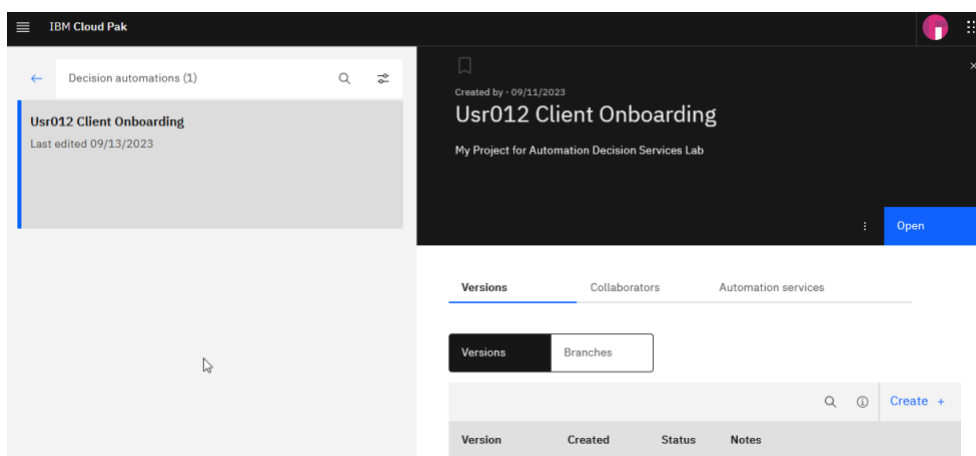 IBM Cloud Pak
Decision automations (1)
Usr012 Client Onboarding
Last edited 09/13/2023
Created by - 09/11/2023
Usr012 Client Onboarding
My Project for Automation Decision Services Lab
Open
Versions Collaborators Automation services
Versions Branches
Create +
Version Created Status Notes